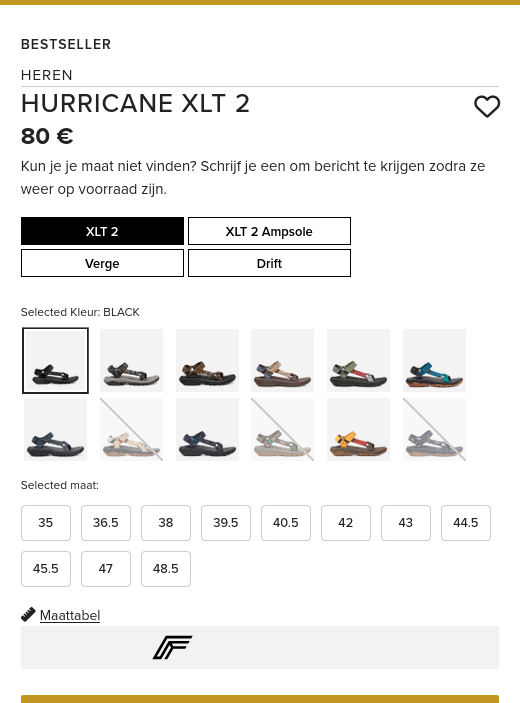 BESTSELLER
HEREN
HURRICANE XLT 2
80 €
Kun je je maat niet vinden? Schrijf je een om bericht te krijgen zodra ze
weer op voorraad zijn.
XLT 2 XLT 2 Ampsole
Verge Drift
Selected Kleur: BLACK
Selected maat:
35 36.5 38 39.5 40.5 42 43 44.5
45.5 47 48.5
Maattabel